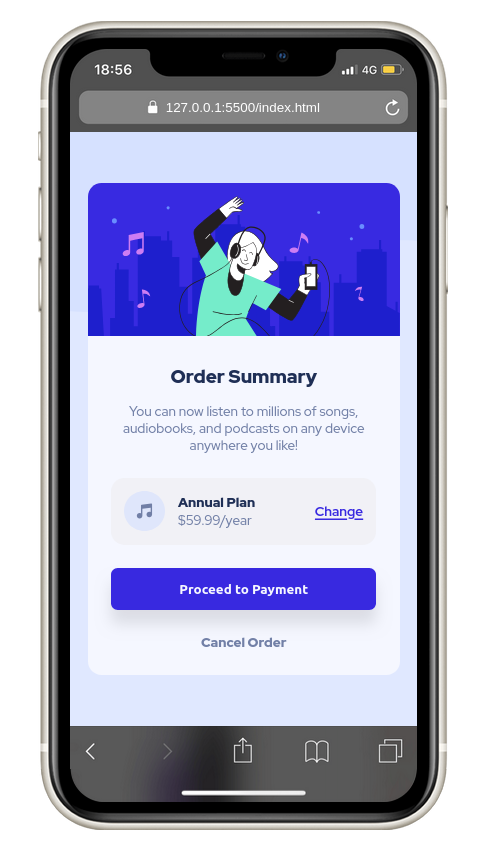 18:56
4G
127.0.0.1:5500/index.html
Order Summary
You can now listen to millions of songs,
audiobooks, and podcasts on any device
anywhere you like!
Annual Plan
$59.99/year
Change
Proceed to Payment
Cancel Order